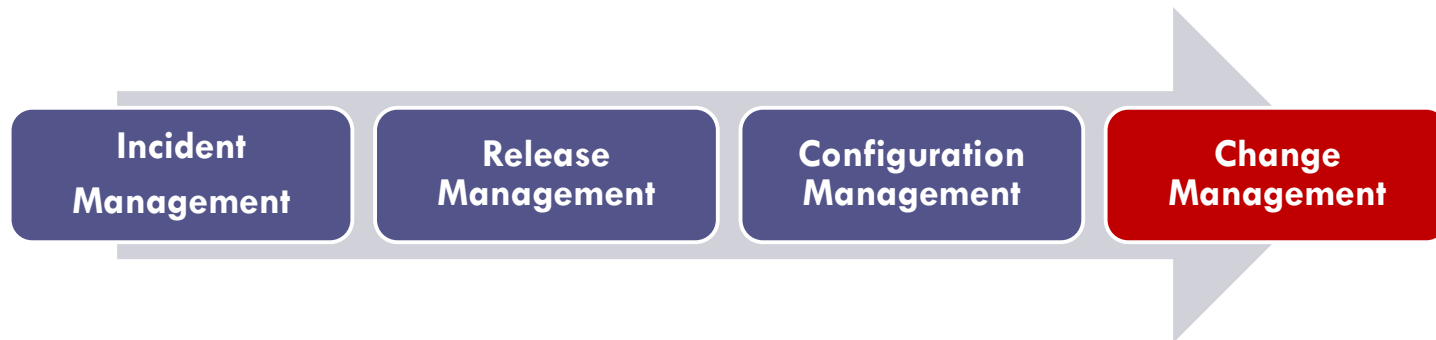 Incident
Management
Release
Management
Configuration
Management
Change
Management